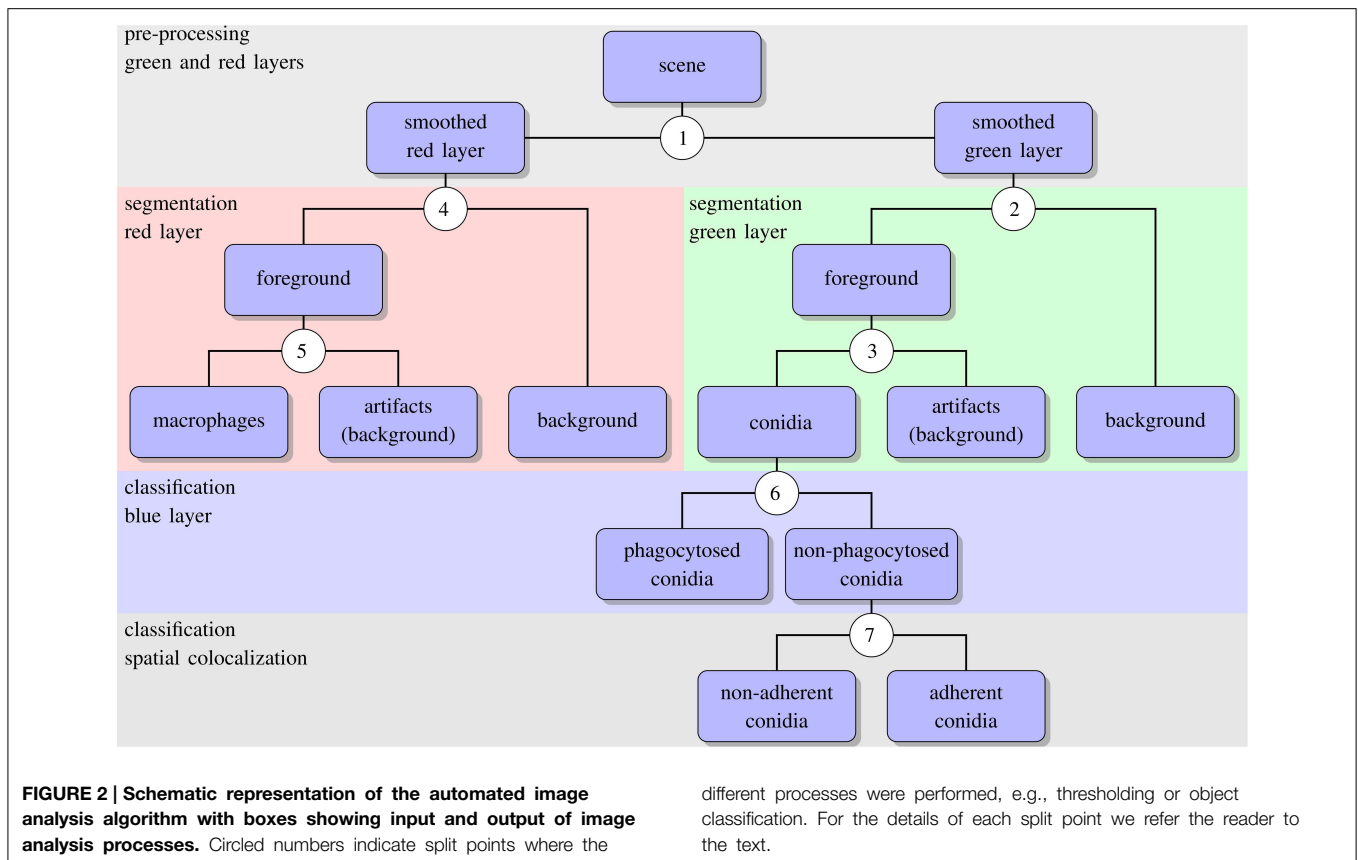 pre-processing
green and red layers
scene
smoothed
red layer
1
smoothed
green layer
segmentation
red layer
4
segmentation
green layer
2
foreground
foreground
5
3
macrophages
artifacts
(background)
background
conidia
artifacts
(background)
background
classification
blue layer
6
phagocytosed
conidia
non-phagocytosed
conidia
classification
spatial colocalization
7
non-adherent
conidia
adherent
conidia
FIGURE 2 | Schematic representation of the automated image
analysis algorithm with boxes showing input and output of image
analysis processes. Circled numbers indicate split points where the
different processes were performed, e.g., thresholding or object
classification. For the details of each split point we refer the reader to
the text.